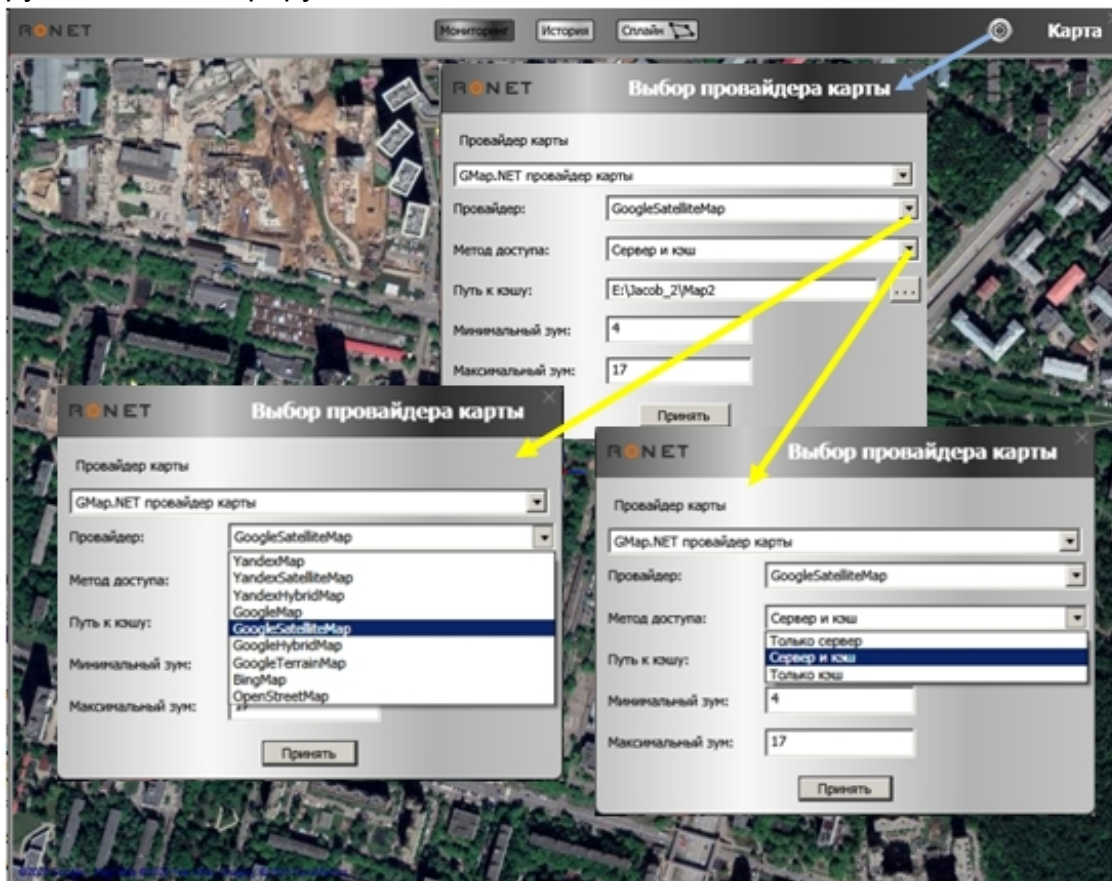 RONET Мониторинг История Сплайн Карта
RONET Выбор провайдера карты
Провайдер карты
GMap.NET провайдер карты
Провайдер: GoogleSatelliteMap
Метод доступа: Сервер и кэш
Путь к кэшу: E:\Jacob_2\Map2 ...
Минимальный зум: 4
Максимальный зум: 17
Принять
RONET Выбор провайдера карты
Провайдер карты
GMap.NET провайдер карты
Провайдер: GoogleSatelliteMap
YandexMap
YandexSatelliteMap
Метод доступа:
YandexHybridMap
GoogleMap
Путь к кэшу:
GoogleSatelliteMap
GoogleHybridMap
Минимальный зум:
GoogleTerrainMap
BingMap
OpenStreetMap
Максимальный зум:
Принять
RONET Выбор провайдера карты
Провайдер карты
GMap.NET провайдер карты
Провайдер: GoogleSatelliteMap
Метод доступа: Сервер и кэш
Только сервер
Сервер и кэш
Путь к кэшу:
Только кэш
Минимальный зум: 4
Максимальный зум: 17
Принять